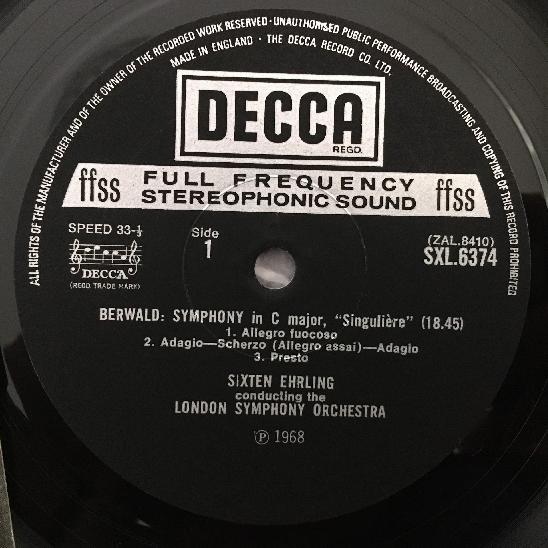 ALL RIGHTS OF THE MANUFACTURER AND OF THE OWNER OF THE RECORDED WORK RESERVED · UNAUTHORISED PUBLIC PERFORMANCE BROADCASTING AND COPYING OF THIS RECORD PROHIBITED
MADE IN ENGLAND · THE DECCA RECORD CO. LTD.
DECCA
REGD.
ffss FULL FREQUENCY STEREOPHONIC SOUND ffss
SPEED 33-⅓
DECCA
(REGD. TRADE MARK)
Side
1
(ZAL.8410)
SXL.6374
BERWALD: SYMPHONY in C major, "Singulière" (18.45)
1. Allegro fuocoso
2. Adagio—Scherzo (Allegro assai)—Adagio
3. Presto
SIXTEN EHRLING
conducting the
LONDON SYMPHONY ORCHESTRA
℗ 1968